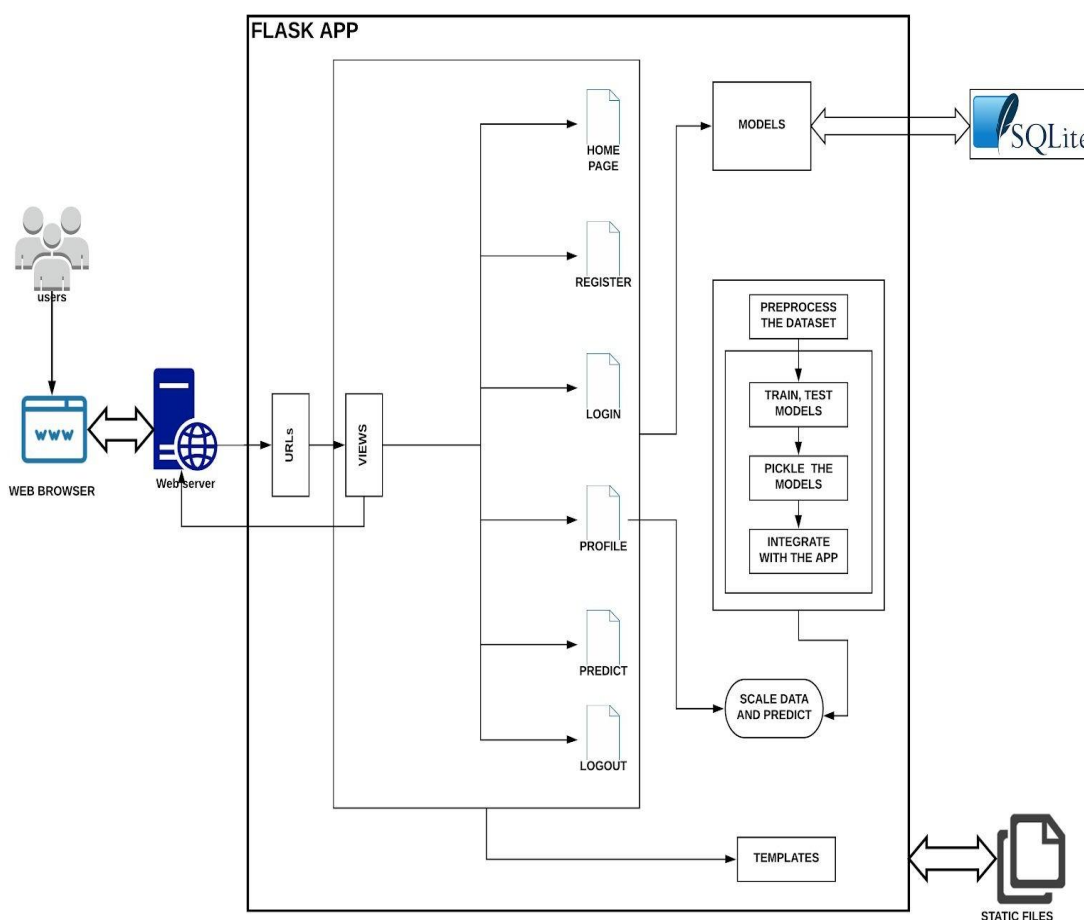 FLASK APP
HOME
PAGE
MODELS
SQLite
REGISTER
users
PREPROCESS
THE DATASET
TRAIN, TEST
MODELS
LOGIN
www
URLs
VIEWS
WEB BROWSER
Web server
PICKLE THE
MODELS
INTEGRATE
WITH THE APP
PROFILE
PREDICT
SCALE DATA
AND PREDICT
LOGOUT
TEMPLATES
STATIC FILES